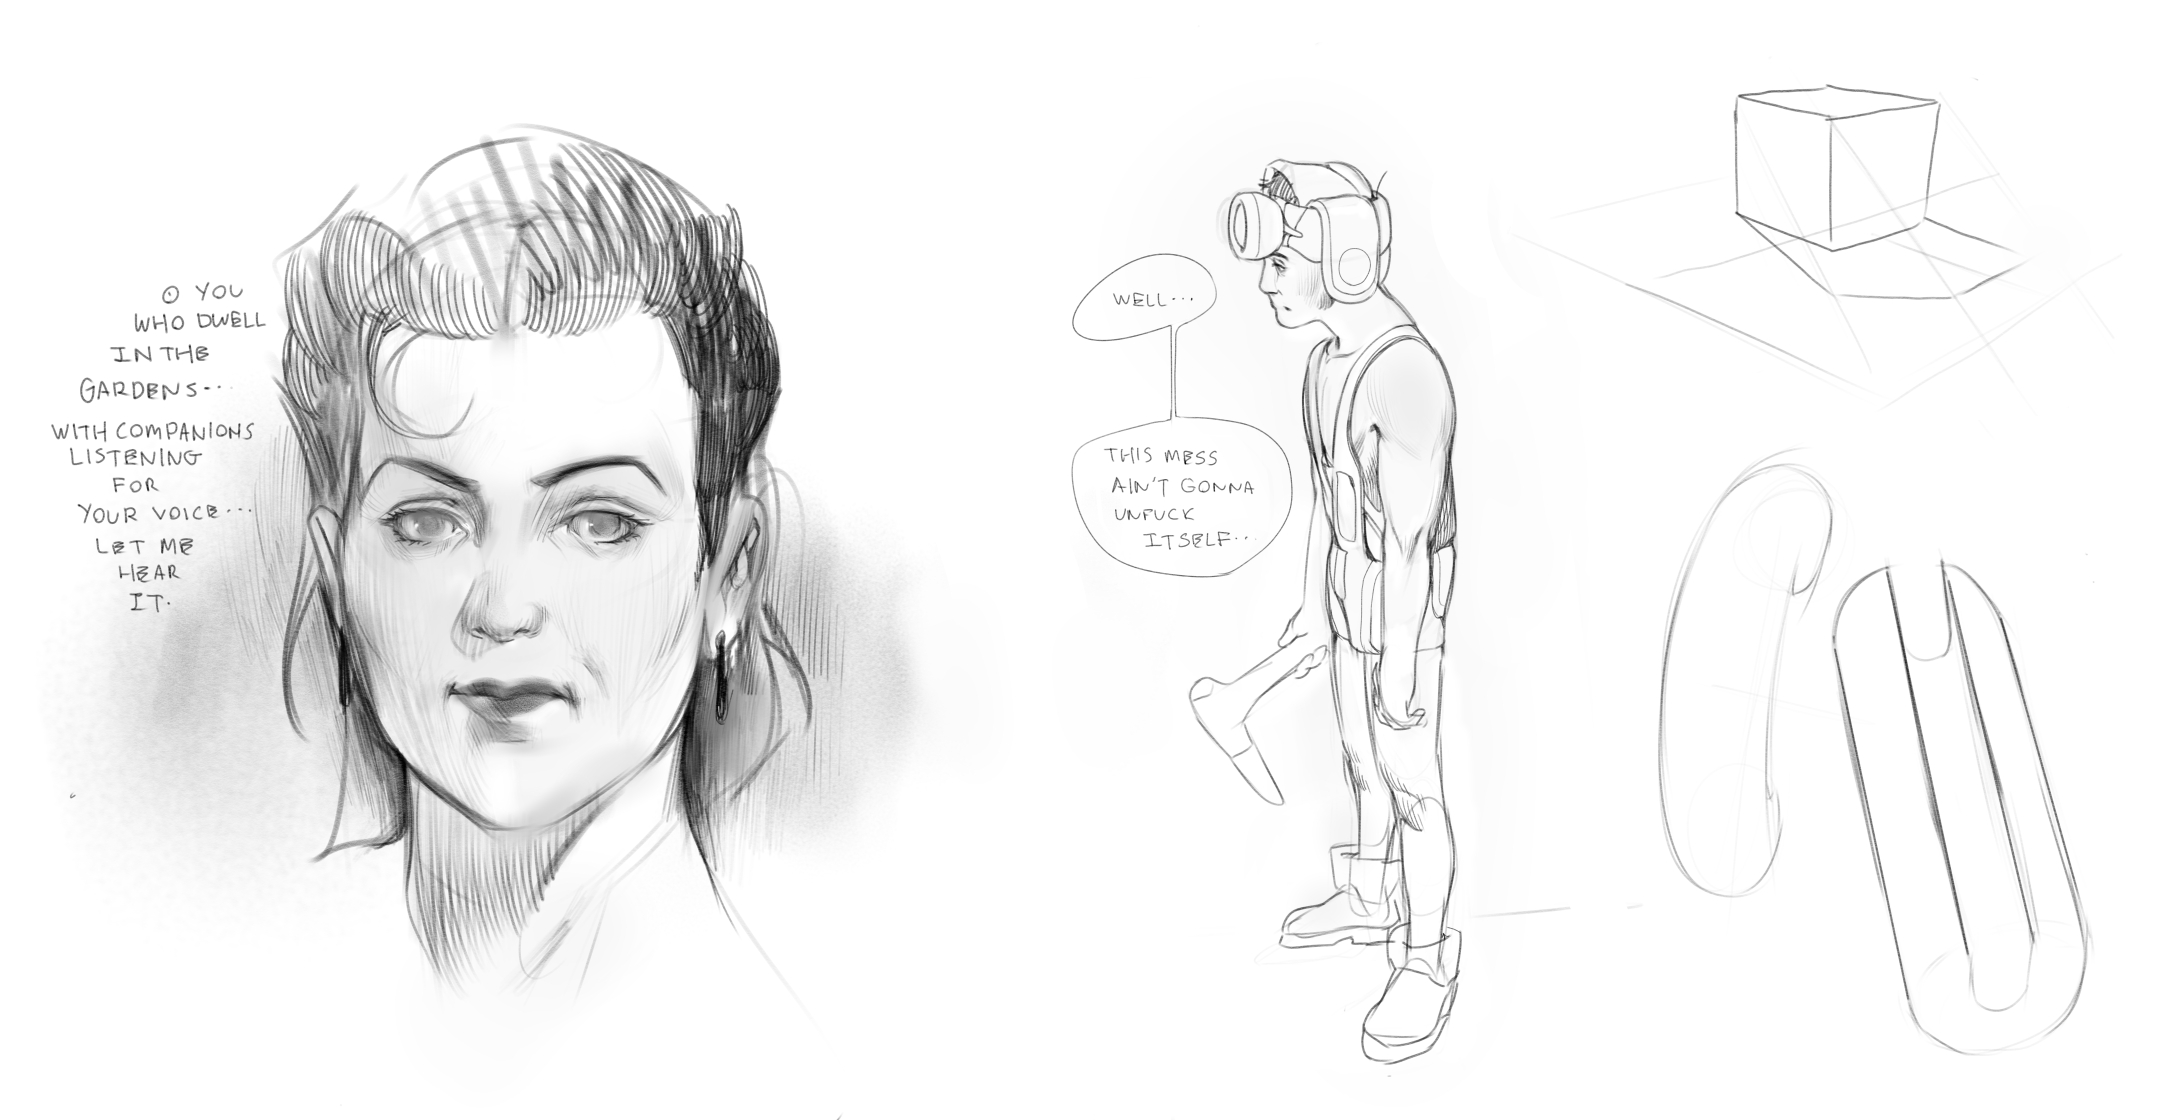 O YOU
WHO DWELL
IN THE
GARDENS...
WITH COMPANIONS
LISTENING
FOR
YOUR VOICE...
LET ME
HEAR
IT.
WELL...
THIS MESS
AIN'T GONNA
UNFUCK
ITSELF...